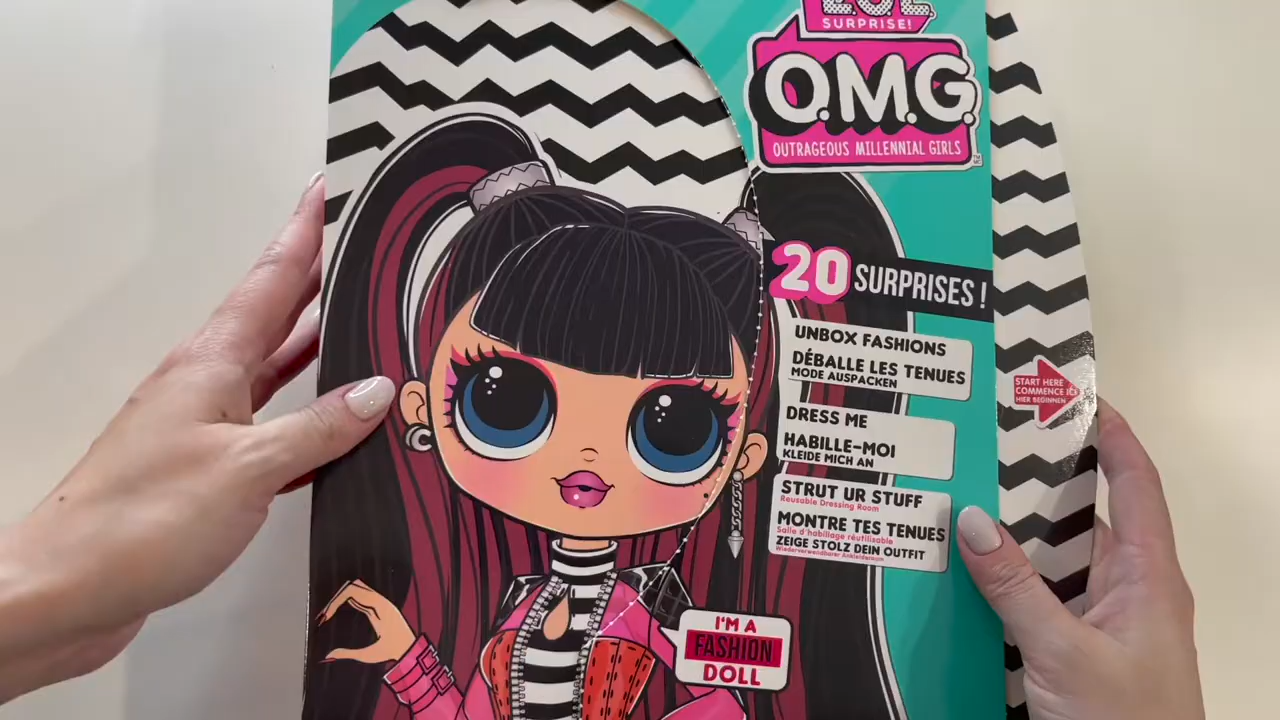 L.O.L.
SURPRISE!
O.M.G.
OUTRAGEOUS MILLENNIAL GIRLS
20 SURPRISES!
UNBOX FASHIONS
DÉBALLE LES TENUES
MODE AUSPACKEN
DRESS ME
HABILLE-MOI
KLEIDE MICH AN
STRUT UR STUFF
Reusable Dressing Room
MONTRE TES TENUES
Salle d'habillage réutilisable
ZEIGE STOLZ DEIN OUTFIT
Wiederverwendbarer Ankleideraum
START HERE
COMMENCE ICI
HIER BEGINNEN
I'M A
FASHION
DOLL